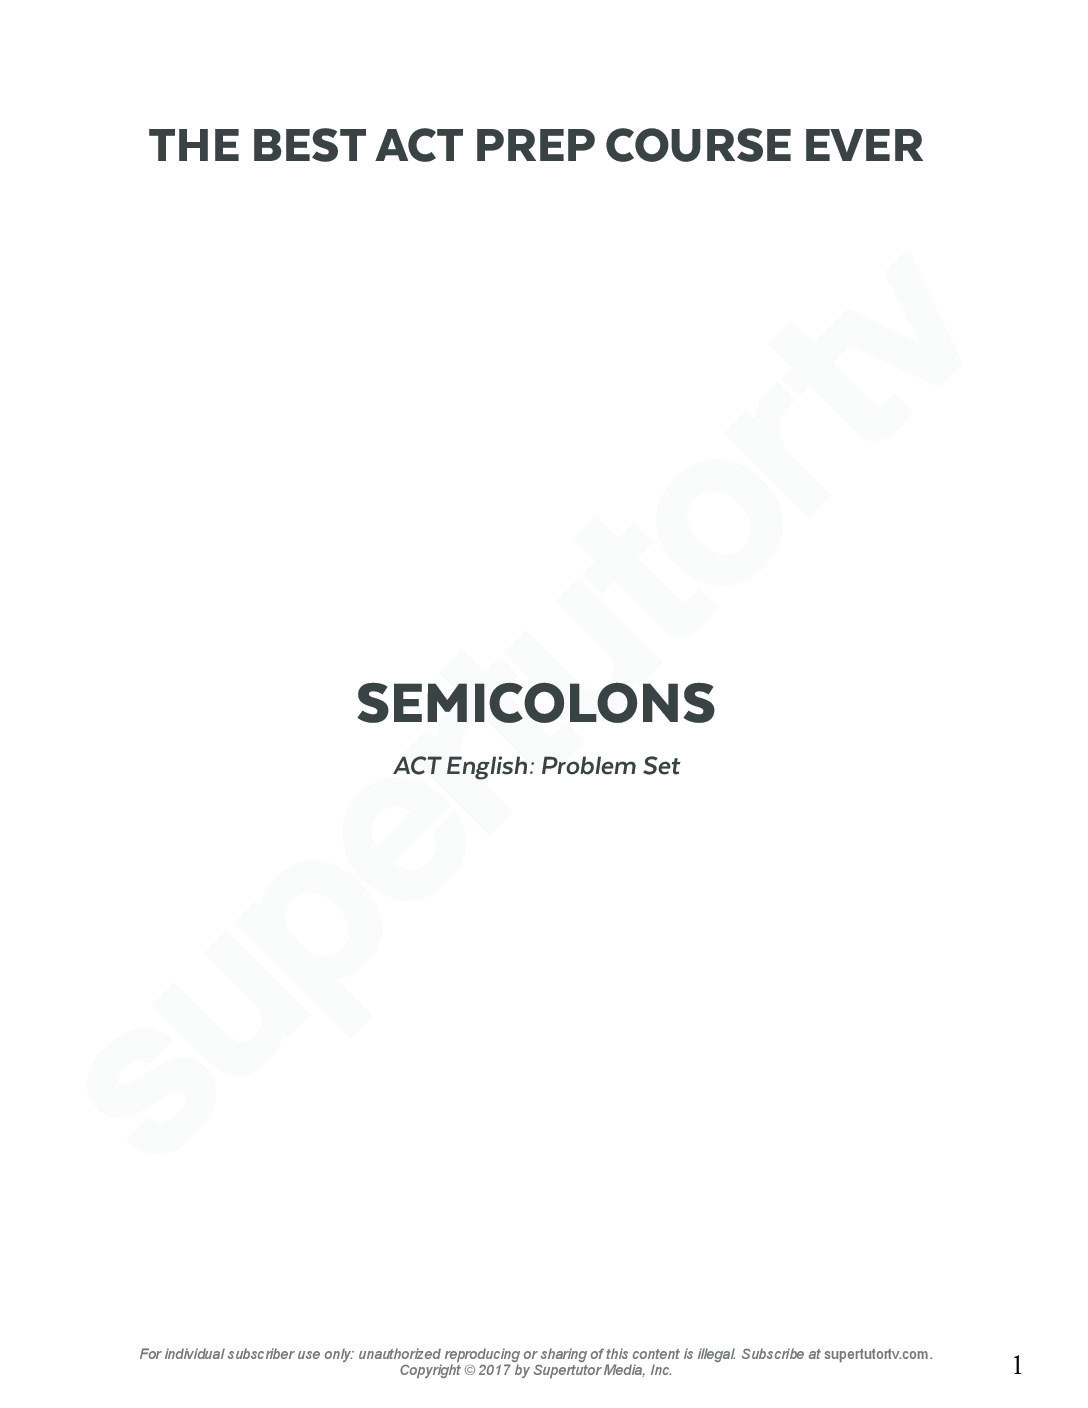 THE BEST ACT PREP COURSE EVER
supertutortv
SEMICOLONS
ACT English: Problem Set
For individual subscriber use only: unauthorized reproducing or sharing of this content is illegal. Subscribe at supertutortv.com.
Copyright © 2017 by Supertutor Media, Inc.
1